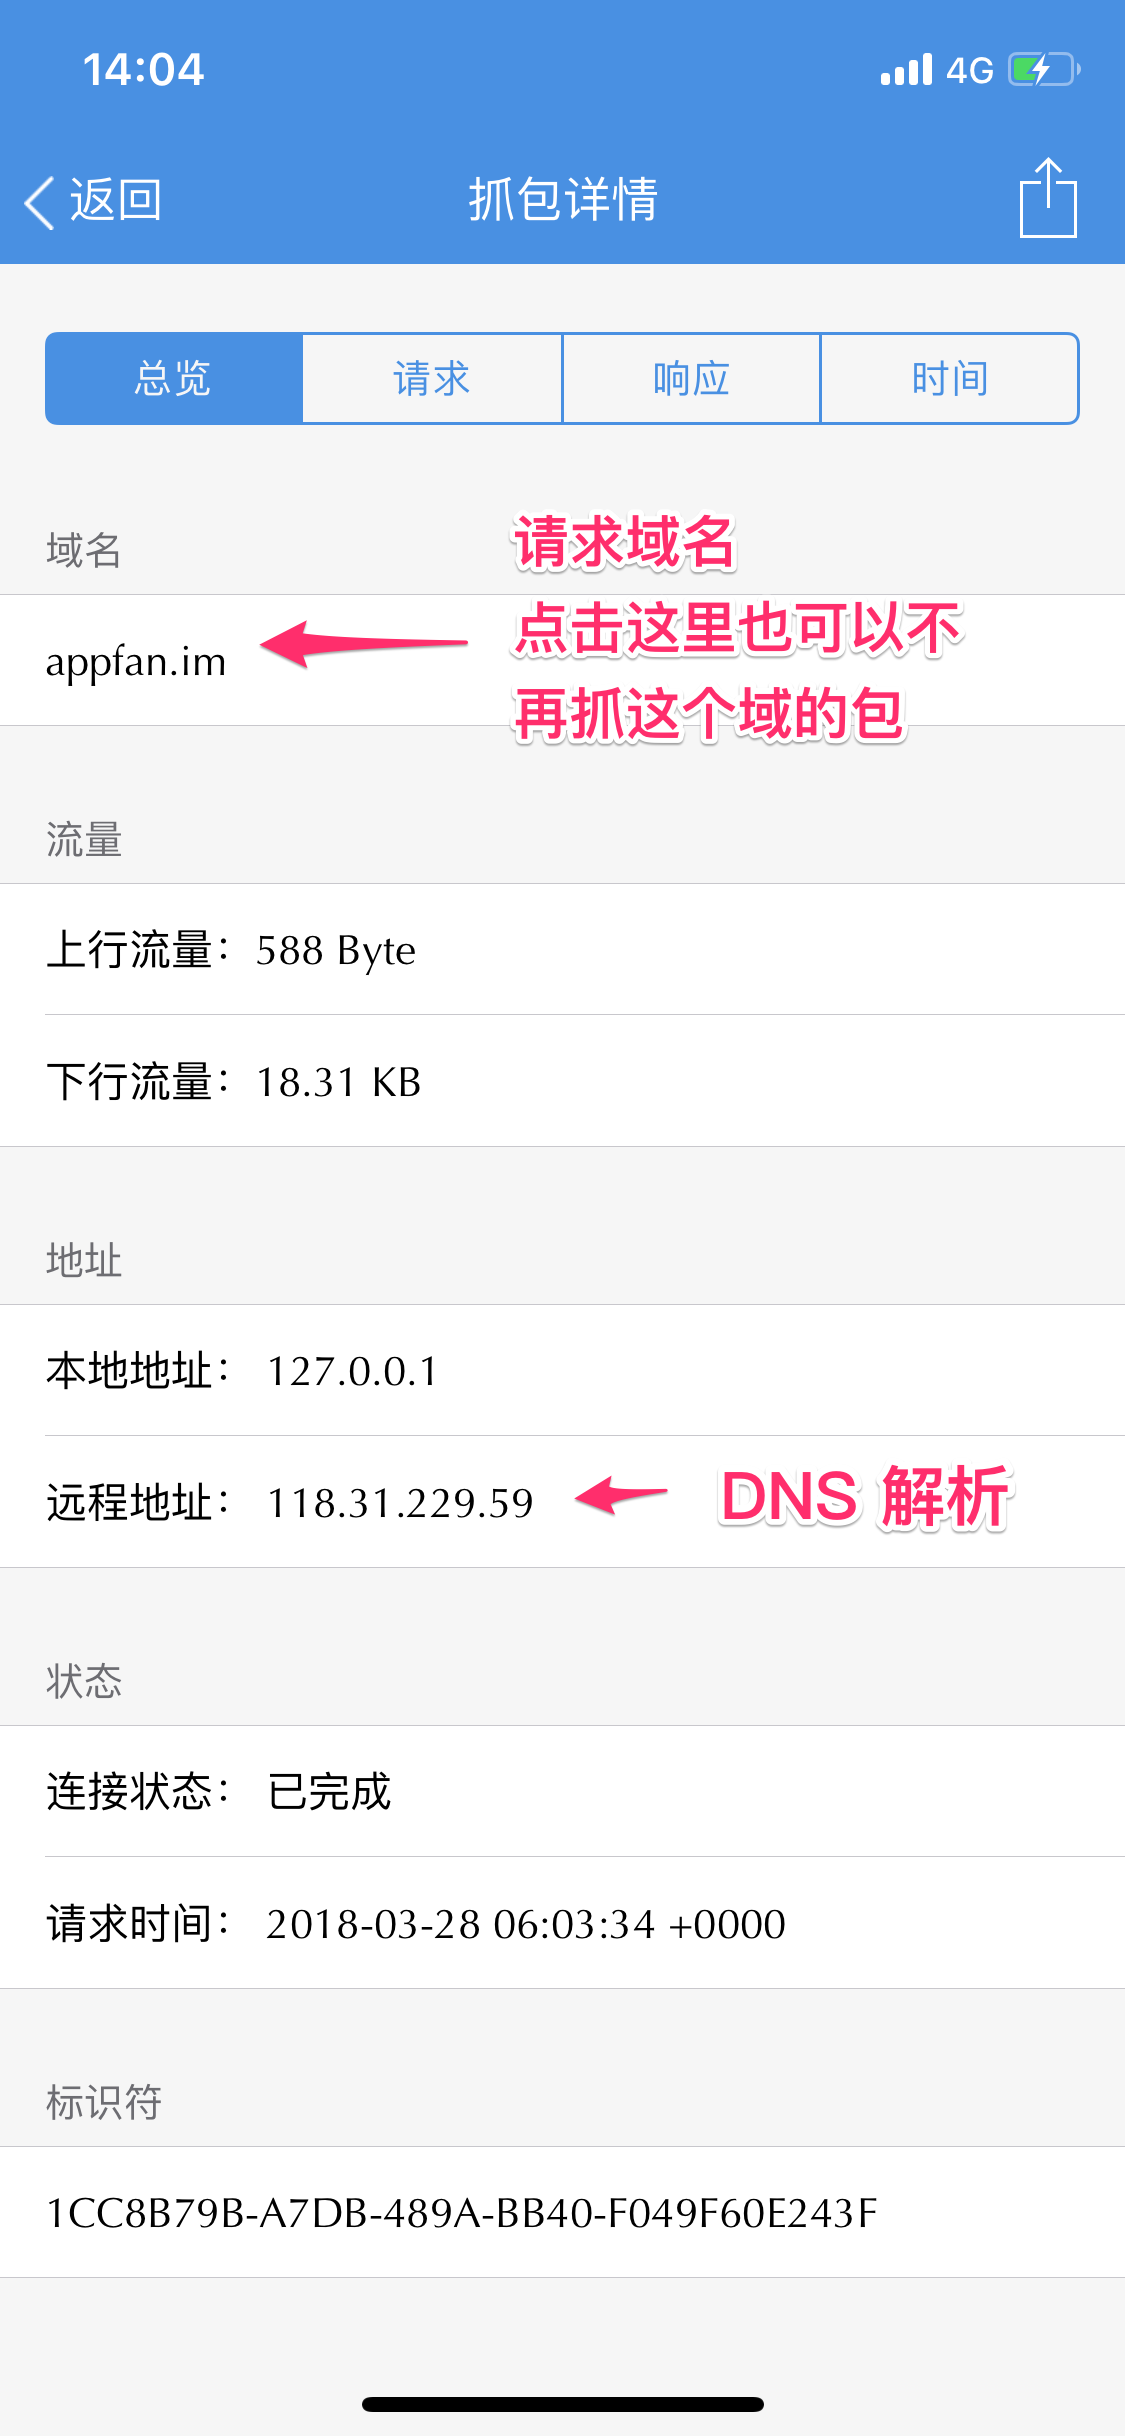 14:04
4G
返回
抓包详情
总览
请求
响应
时间
域名
请求域名
点击这里也可以不
再抓这个域的包
appfan.im
流量
上行流量：588 Byte
下行流量：18.31 KB
地址
本地地址： 127.0.0.1
远程地址： 118.31.229.59
DNS 解析
状态
连接状态： 已完成
请求时间： 2018-03-28 06:03:34 +0000
标识符
1CC8B79B-A7DB-489A-BB40-F049F60E243F